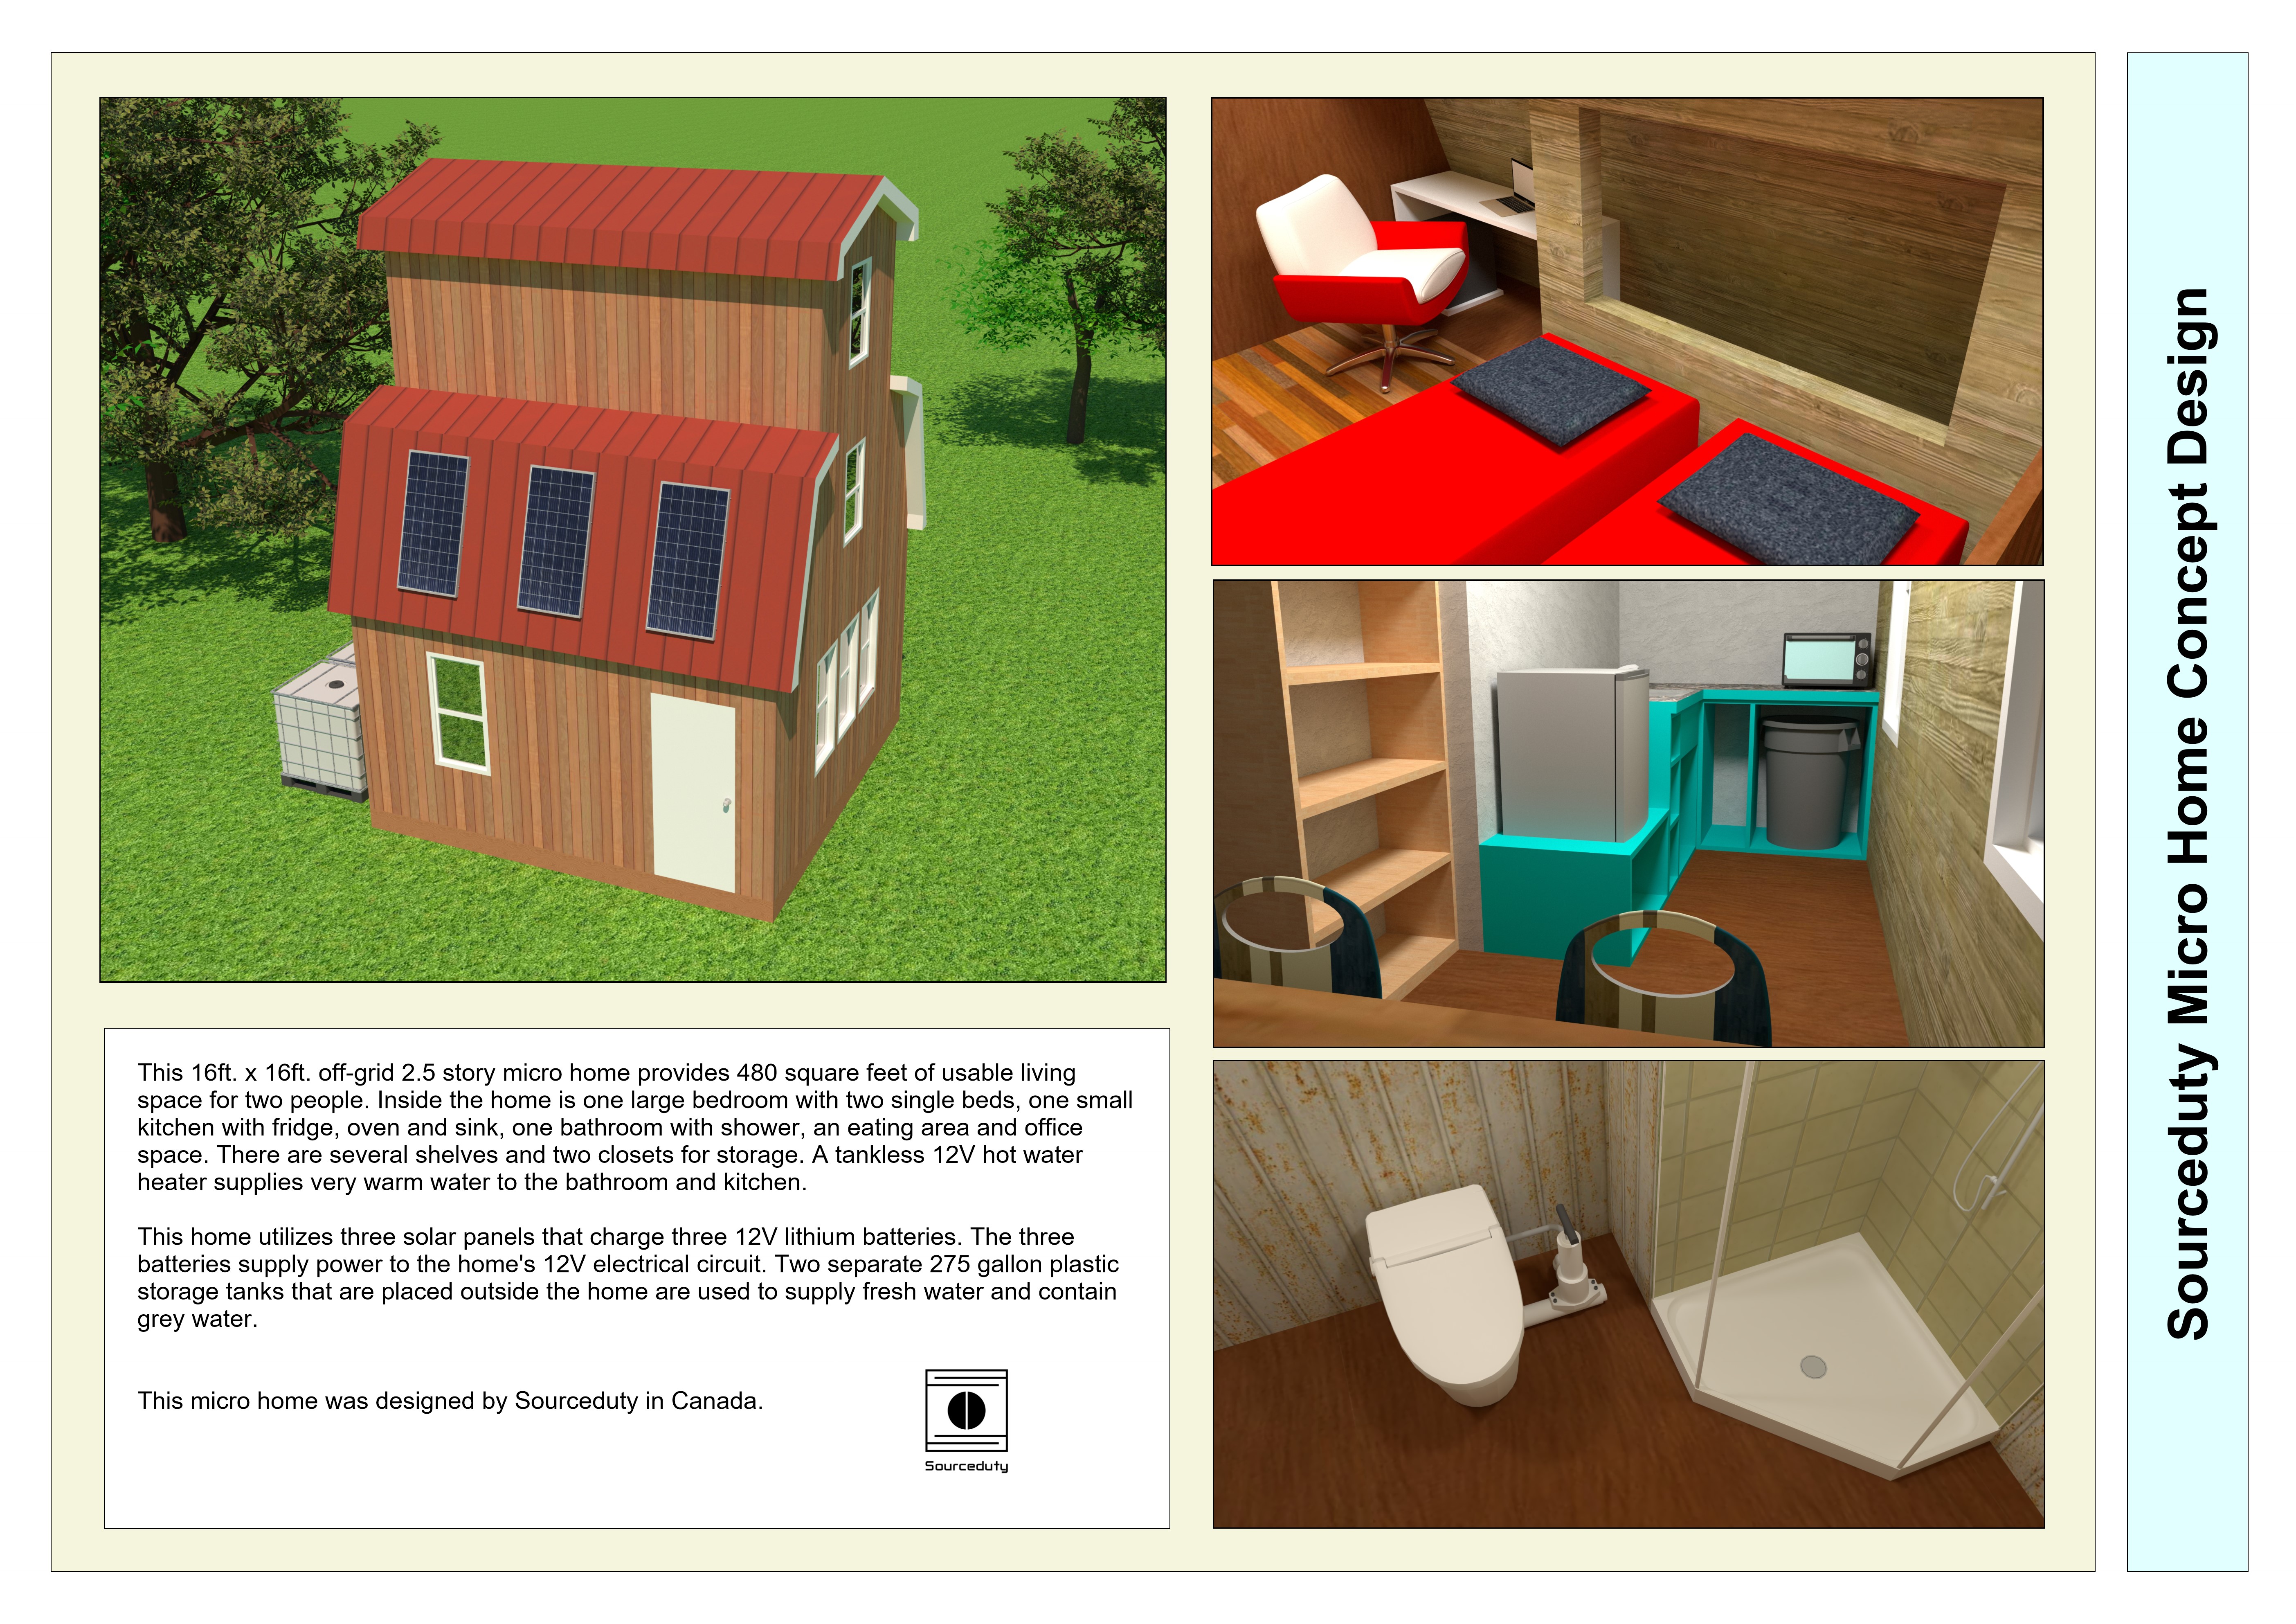 This 16ft. x 16ft. off-grid 2.5 story micro home provides 480 square feet of usable living
space for two people. Inside the home is one large bedroom with two single beds, one small
kitchen with fridge, oven and sink, one bathroom with shower, an eating area and office
space. There are several shelves and two closets for storage. A tankless 12V hot water
heater supplies very warm water to the bathroom and kitchen.
This home utilizes three solar panels that charge three 12V lithium batteries. The three
batteries supply power to the home's 12V electrical circuit. Two separate 275 gallon plastic
storage tanks that are placed outside the home are used to supply fresh water and contain
grey water.
This micro home was designed by Sourceduty in Canada.
Sourceduty
Sourceduty Micro Home Concept Design